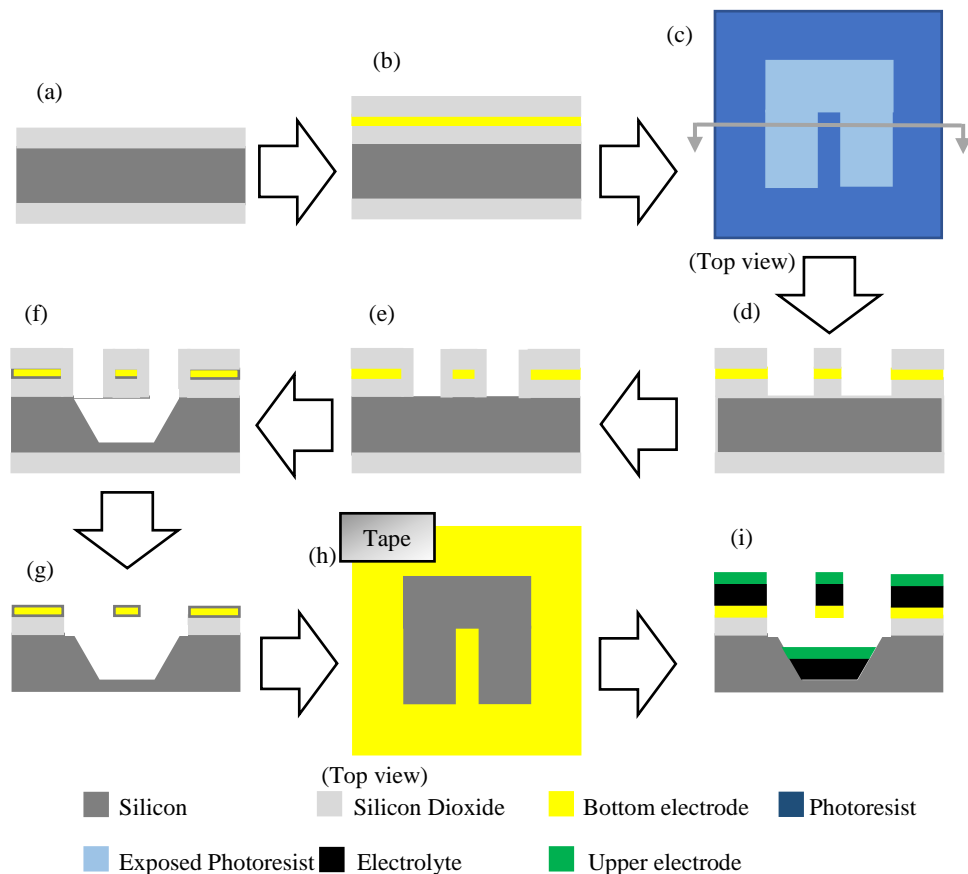 (a)
(b)
(c)
(Top view)
(f)
(e)
(d)
(g)
(h)
Tape
(i)
(Top view)
Silicon
Silicon Dioxide
Bottom electrode
Photoresist
Exposed Photoresist
Electrolyte
Upper electrode